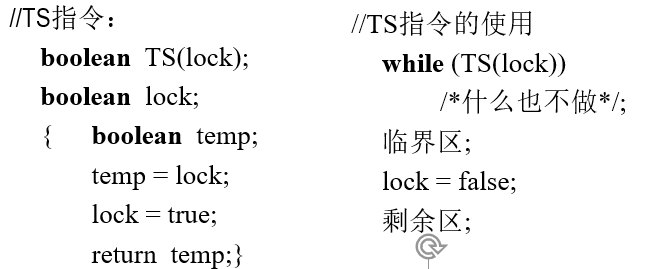 //TS指令：
boolean TS(lock);
boolean lock;
{ boolean temp;
temp = lock;
lock = true;
return temp;}
//TS指令的使用
while (TS(lock))
/*什么也不做*/;
临界区;
lock = false;
剩余区;